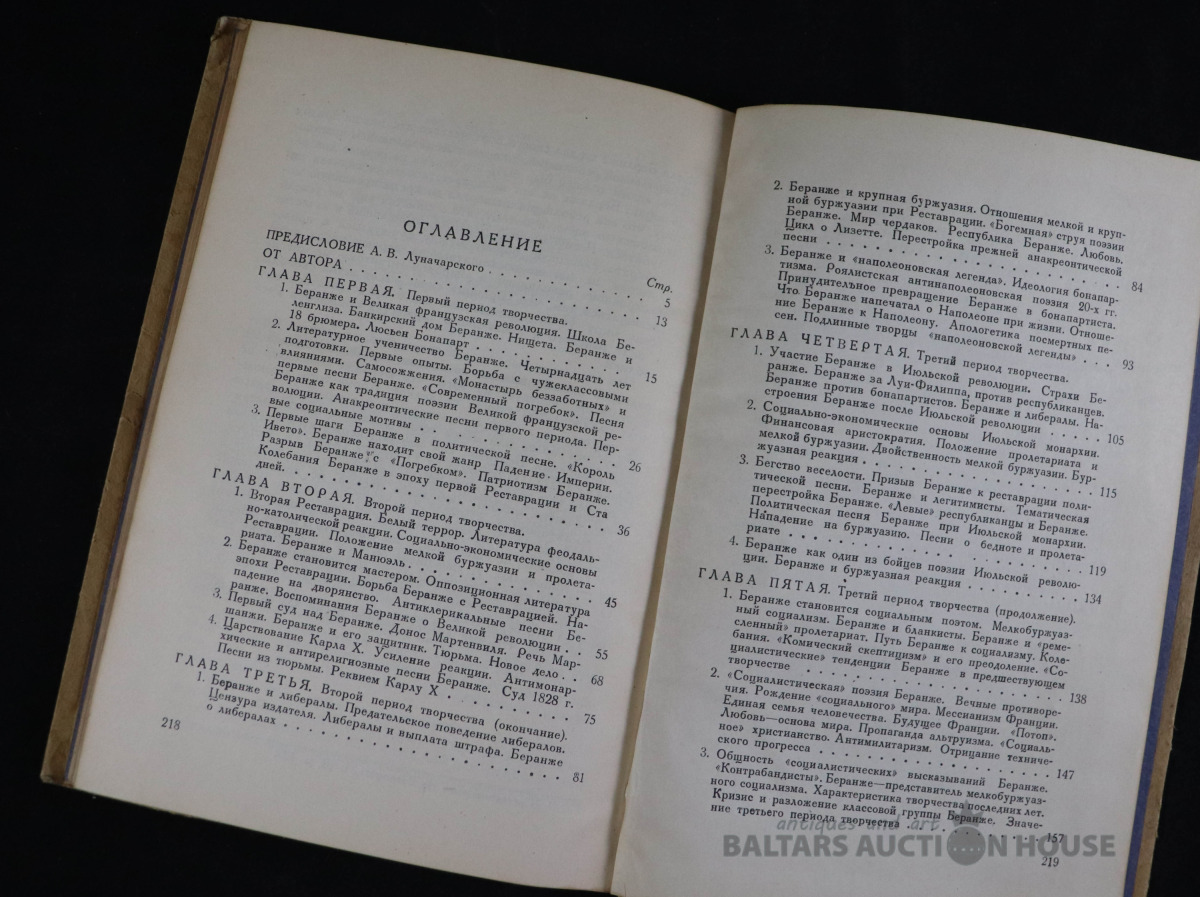 ОГЛАВЛЕНИЕ
Стр.
ПРЕДИСЛОВИЕ А. В. Луначарского . . . . . . . . . . 5
ОТ АВТОРА . . . . . . . . . . . . . . . . 13
ГЛАВА ПЕРВАЯ. Первый период творчества.
1. Беранже и Великая французская революция. Школа Бе-
ленглиза. Банкирский дом Беранже. Нищета. Беранже и
18 брюмера. Люсьен Бонапарт . . . . . . . . . 15
2. Литературное ученичество Беранже. Четырнадцать лет
подготовки. Первые опыты. Борьба с чужеклассовыми
влияниями. Самосожжения. «Монастырь беззаботных» и
первые песни Беранже. «Современный погребок». Песня
Беранже как традиция поэзии Великой французской ре-
волюции. Анакреонтические песни первого периода. Пер-
вые социальные мотивы . . . . . . . . . . 26
3. Первые шаги Беранже в политической песне. «Король
Ивето». Беранже находит свой жанр Падение Империи.
Разрыв Беранже с «Погребком». Патриотизм Беранже.
Колебания Беранже в эпоху первой Реставрации и Ста
дней. . . . . . . . . . . . . . . . . 36
ГЛАВА ВТОРАЯ. Второй период творчества.
1. Вторая Реставрация. Белый террор. Литература феодаль-
но-католической реакции. Социально-экономические основы
Реставрации. Положение мелкой буржуазии и пролета-
риата. Беранже и Манюэль. . . . . . . . . . 45
2. Беранже становится мастером. Оппозиционная литература
эпохи Реставрации. Борьба Беранже с Реставрацией. На-
падение на дворянство. Антиклерикальные песни Бе-
ранже. Воспоминания Беранже о Великой революции . . 55
3. Первый суд над Беранже. Донос Мартенвиля. Речь Мар-
шанжи. Беранже и его защитник. Тюрьма. Новое дело . . 68
4. Царствование Карла X. Усиление реакции. Антимонар-
хические и антирелигиозные песни Беранже. Суд 1828 г.
Песни из тюрьмы. Реквием Карлу X . . . . . . . 75
ГЛАВА ТРЕТЬЯ. Второй период творчества (окончание).
1. Беранже и либералы. Предательское поведение либералов.
Цензура издателя. Либералы и выплата штрафа. Беранже
о либералах . . . . . . . . . . . . . . 81
218
2. Беранже и крупная буржуазия. Отношения мелкой и круп-
ной буржуазии при Реставрации. «Богемная» струя поэзии
Беранже. Мир чердаков. Республика Беранже. Любовь.
Цикл о Лизетте. Перестройка прежней анакреонтической
песни . . . . . . . . . . . . . . . . 84
3. Беранже и «наполеоновская легенда». Идеология бонапар-
тизма. Роялистская антинаполеоновская поэзия 20-х гг.
Принудительное превращение Беранже в бонапартиста.
Что Беранже напечатал о Наполеоне при жизни. Отноше-
ние Беранже к Наполеону. Апологетика посмертных пе-
сен. Подлинные творцы «наполеоновской легенды» . . . 93
ГЛАВА ЧЕТВЕРТАЯ. Третий период творчества.
1. Участие Беранже в Июльской революции. Страхи Бе-
ранже. Беранже за Луи-Филиппа, против республиканцев.
Беранже против бонапартистов. Беранже и либералы. На-
строения Беранже после Июльской революции . . . . . 105
2. Социально-экономические основы Июльской монархии.
Финансовая аристократия. Положение пролетариата и
мелкой буржуазии. Двойственность мелкой буржуазии. Бур-
жуазная реакция . . . . . . . . . . . . 115
3. Бегство веселости. Призыв Беранже к реставрации поли-
тической песни. Беранже и легитимисты. Тематическая
перестройка Беранже. «Левые» республиканцы и Беранже.
Политическая песня Беранже при Июльской монархии.
Нападение на буржуазию. Песни о бедноте и пролета-
риате . . . . . . . . . . . . . . . . 119
4. Беранже как один из бойцев поэзии Июльской револю-
ции. Беранже и буржуазная реакция . . . . . . . 134
ГЛАВА ПЯТАЯ. Третий период творчества (продолжение).
1. Беранже становится социальным поэтом. Мелкобуржуаз-
ный социализм. Беранже и бланкисты. Беранже и «реме-
сленный» пролетариат. Путь Беранже к социализму. Коле-
бания. «Комический скептицизм» и его преодоление. «Со-
циалистические» тенденции Беранже в предшествующем
творчестве . . . . . . . . . . . . . . 138
2. «Социалистическая» поэзия Беранже. Вечные противоре-
чия. Рождение «социального» мира. Мессианизм Франции.
Единая семья человечества. Будущее Франции. «Потоп».
Любовь—основа мира. Пропаганда альтруизма. «Социаль-
ное» христианство. Антимилитаризм. Отрицание техниче-
ского прогресса . . . . . . . . . . . . 147
3. Общность «социалистических» высказываний Беранже.
«Контрабандисты». Беранже—представитель мелкобуржуаз-
ного социализма. Характеристика творчества последних лет.
Кризис и разложение классовой группы Беранже. Значе-
ние третьего периода творчества . . . . . . . . 157
219
antiques and art
BALTARS AUCTION HOUSE